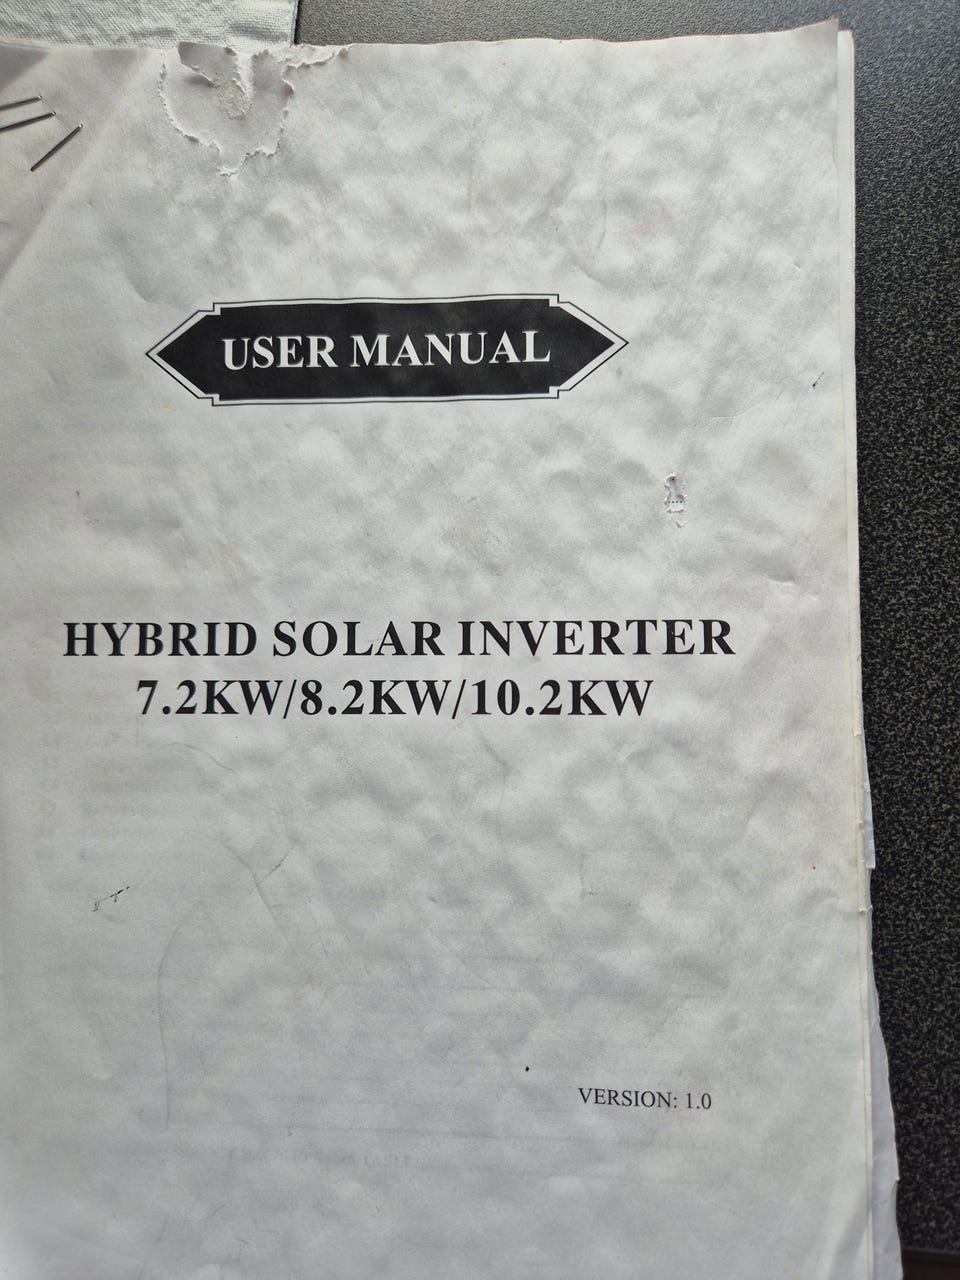 USER MANUAL
HYBRID SOLAR INVERTER
7.2KW/8.2KW/10.2KW
VERSION: 1.0